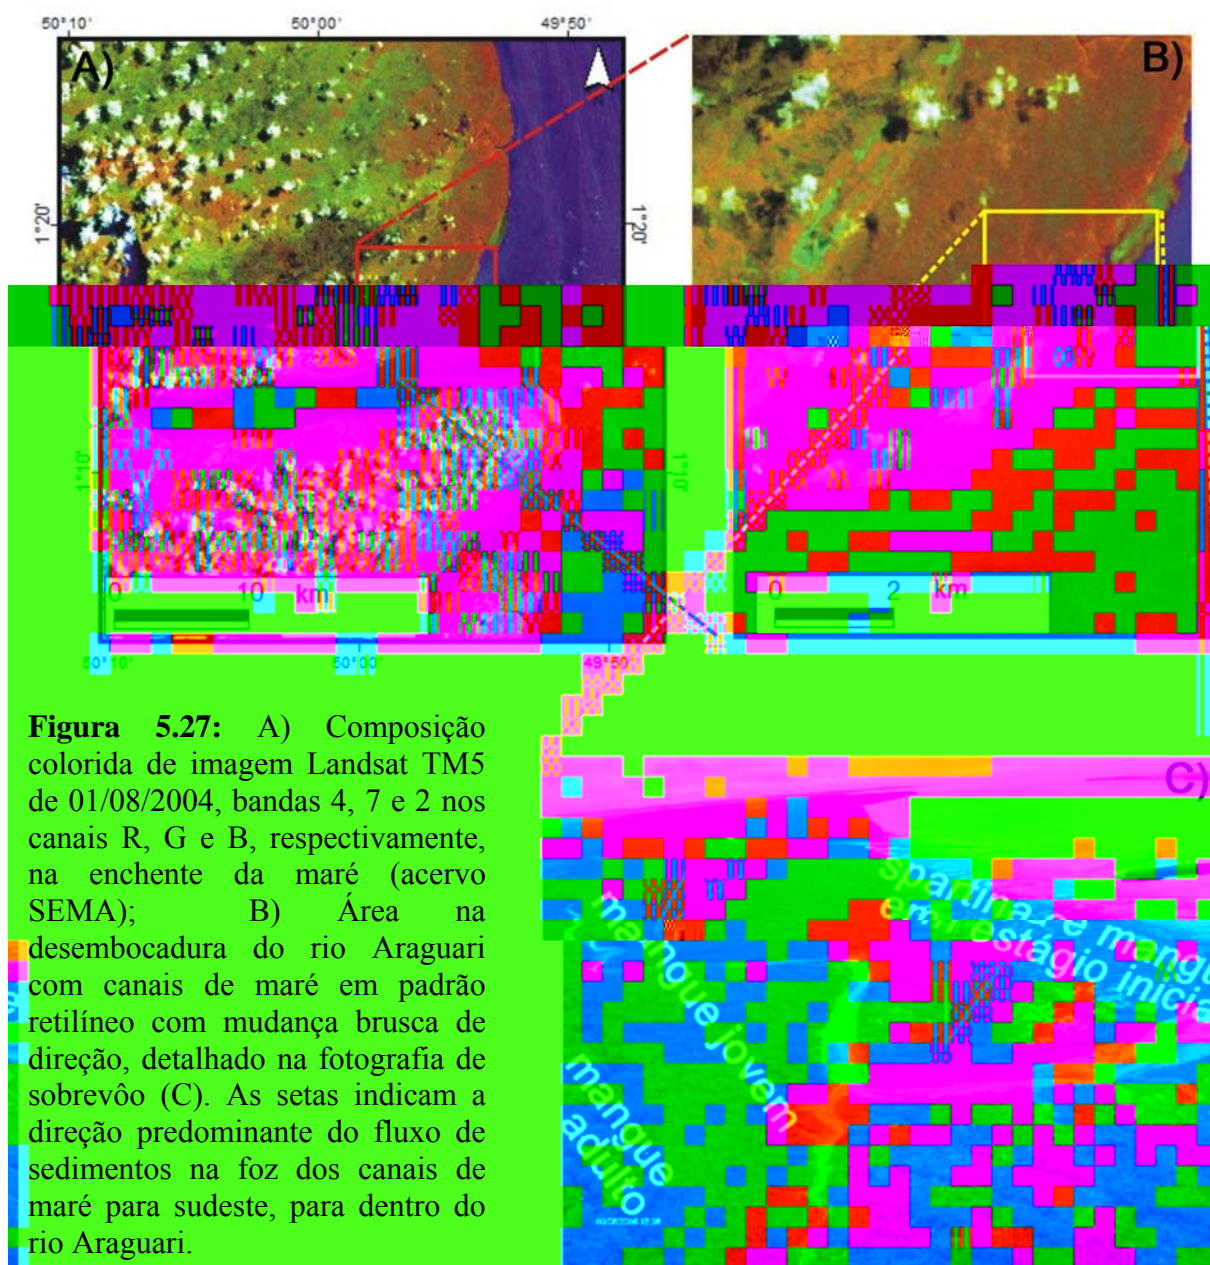 50°10' 50°00' 49°50'
A) B)
1°20' 1°20'
1°10' 1°10'
0 10 km 0 2 km
50°10' 50°00' 49°50'
C)
Figura 5.27: A) Composição
colorida de imagem Landsat TM5
de 01/08/2004, bandas 4, 7 e 2 nos
canais R, G e B, respectivamente,
na enchente da maré (acervo
SEMA); B) Área na
desembocadura do rio Araguari
com canais de maré em padrão
retilíneo com mudança brusca de
direção, detalhado na fotografia de
sobrevôo (C). As setas indicam a
direção predominante do fluxo de
sedimentos na foz dos canais de
maré para sudeste, para dentro do
rio Araguari.
spartina e mangu
em estágio inicia
mangue jovem
mangue
adulto